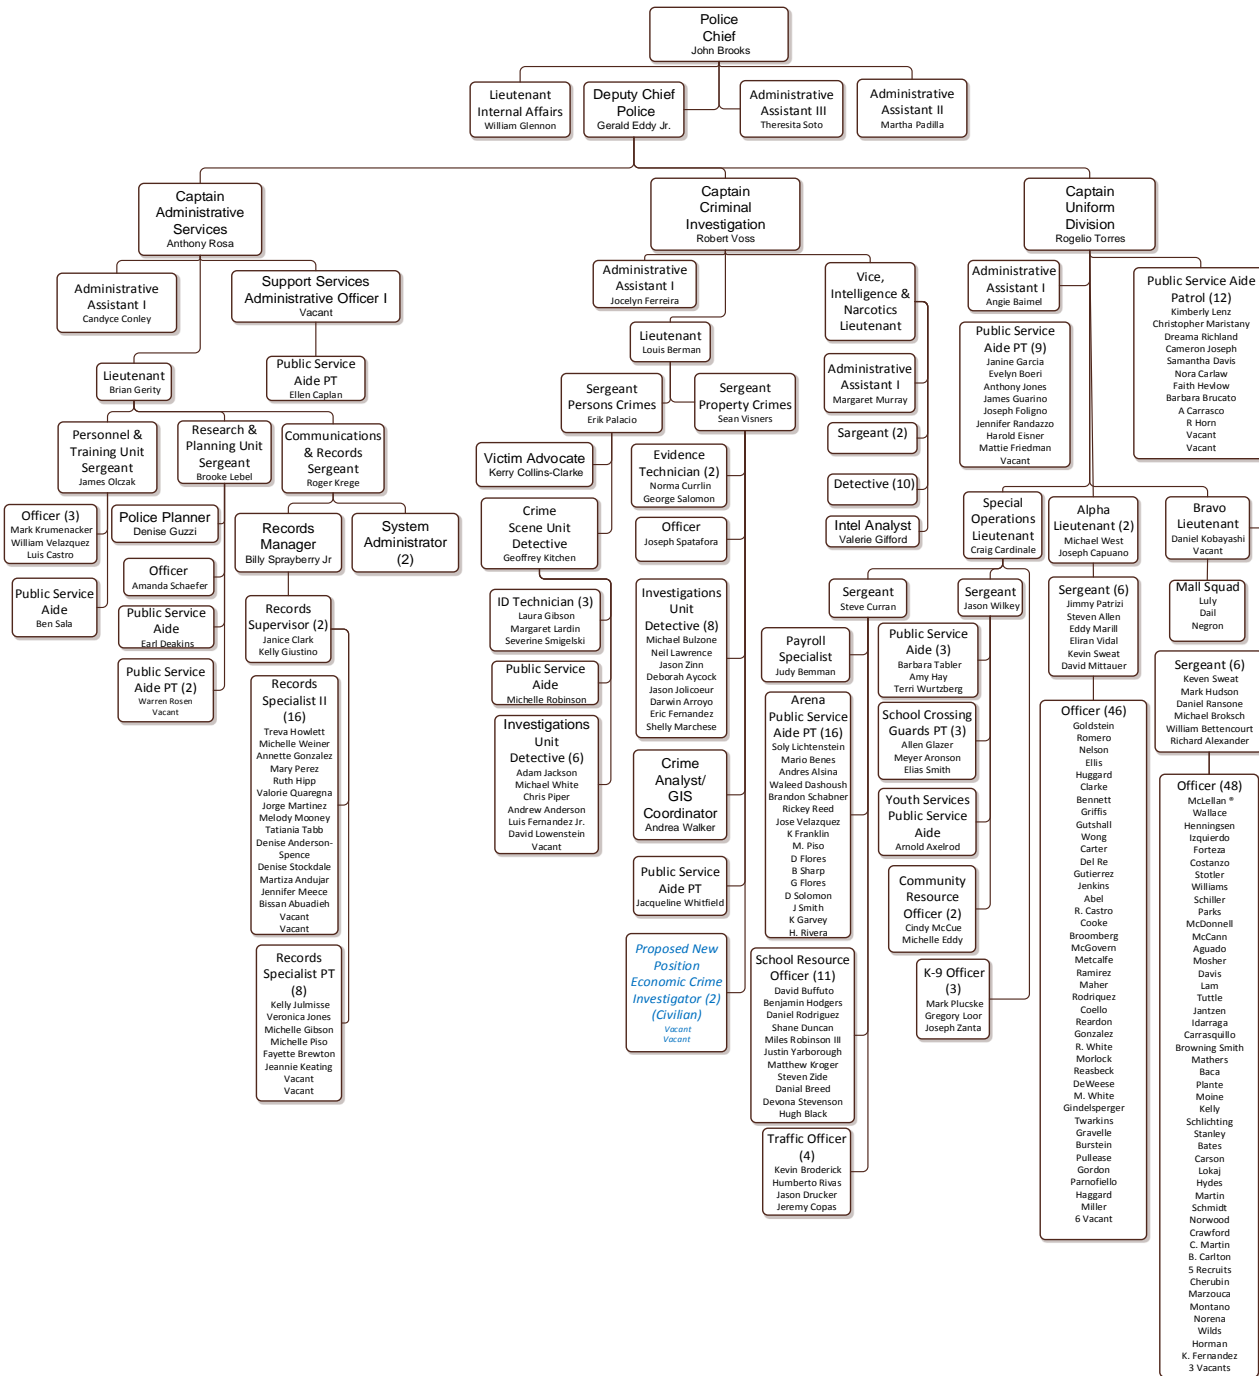 Police
Chief
John Brooks
Lieutenant
Internal Affairs
William Glennon
Deputy Chief
Police
Gerald Eddy Jr.
Administrative
Assistant III
Theresita Soto
Administrative
Assistant II
Martha Padilla
Captain
Administrative
Services
Anthony Rosa
Captain
Criminal
Investigation
Robert Voss
Captain
Uniform
Division
Rogelio Torres
Administrative
Assistant I
Candyce Conley
Support Services
Administrative Officer I
Vacant
Public Service
Aide PT
Ellen Caplan
Lieutenant
Brian Gerity
Personnel &
Training Unit
Sergeant
James Olczak
Research &
Planning Unit
Sergeant
Brooke Lebel
Communications
& Records
Sergeant
Roger Krege
Officer (3)
Mark Krumenacker
William Velazquez
Luis Castro
Public Service
Aide
Ben Sala
Police Planner
Denise Guzzi
Officer
Amanda Schaefer
Public Service
Aide
Earl Deakins
Public Service
Aide PT (2)
Warren Rosen
Vacant
Records
Manager
Billy Sprayberry Jr
System
Administrator
(2)
Records
Supervisor (2)
Janice Clark
Kelly Giustino
Records
Specialist II
(16)
Treva Howlett
Michelle Weiner
Annette Gonzalez
Mary Perez
Ruth Hipp
Valorie Quaregna
Jorge Martinez
Melody Mooney
Tatiania Tabb
Denise Anderson-
Spence
Denise Stockdale
Martiza Andujar
Jennifer Meece
Bissan Abuadieh
Vacant
Vacant
Records
Specialist PT
(8)
Kelly Julmisse
Veronica Jones
Michelle Gibson
Michelle Piso
Fayette Brewton
Jeannie Keating
Vacant
Vacant
Administrative
Assistant I
Jocelyn Ferreira
Lieutenant
Louis Berman
Sergeant
Persons Crimes
Erik Palacio
Sergeant
Property Crimes
Sean Visners
Victim Advocate
Kerry Collins-Clarke
Crime
Scene Unit
Detective
Geoffrey Kitchen
ID Technician (3)
Laura Gibson
Margaret Lardin
Severine Smigelski
Public Service
Aide
Michelle Robinson
Investigations
Unit
Detective (6)
Adam Jackson
Michael White
Chris Piper
Andrew Anderson
Luis Fernandez Jr.
David Lowenstein
Vacant
Evidence
Technician (2)
Norma Currlin
George Salomon
Officer
Joseph Spatafora
Investigations
Unit
Detective (8)
Michael Bulzone
Neil Lawrence
Jason Zinn
Deborah Aycock
Jason Jolicoeur
Darwin Arroyo
Eric Fernandez
Shelly Marchese
Crime
Analyst/
GIS
Coordinator
Andrea Walker
Public Service
Aide PT
Jacqueline Whitfield
Proposed New
Position
Economic Crime
Investigator (2)
(Civilian)
Vacant
Vacant
Vice,
Intelligence &
Narcotics
Lieutenant
Administrative
Assistant I
Margaret Murray
Sargeant (2)
Detective (10)
Intel Analyst
Valerie Gifford
Administrative
Assistant I
Angie Baimel
Public Service
Aide PT (9)
Janine Garcia
Evelyn Boeri
Anthony Jones
James Guarino
Joseph Foligno
Jennifer Randazzo
Harold Eisner
Mattie Friedman
Vacant
Public Service Aide
Patrol (12)
Kimberly Lenz
Christopher Maristany
Dreama Richland
Cameron Joseph
Samantha Davis
Nora Carlaw
Faith Hevlow
Barbara Brucato
A Carrasco
R Horn
Vacant
Vacant
Special
Operations
Lieutenant
Craig Cardinale
Alpha
Lieutenant (2)
Michael West
Joseph Capuano
Bravo
Lieutenant
Daniel Kobayashi
Vacant
Sergeant
Steve Curran
Sergeant
Jason Wilkey
Payroll
Specialist
Judy Bemman
Arena
Public Service
Aide PT (16)
Soly Lichtenstein
Mario Benes
Andres Alsina
Waleed Dashoush
Brandon Schabner
Rickey Reed
Jose Velazquez
K Franklin
M. Piso
D Flores
B Sharp
G Flores
D Solomon
J Smith
K Garvey
H. Rivera
School Resource
Officer (11)
David Buffuto
Benjamin Hodgers
Daniel Rodriguez
Shane Duncan
Miles Robinson III
Justin Yarborough
Matthew Kroger
Steven Zide
Danial Breed
Devona Stevenson
Hugh Black
Traffic Officer
(4)
Kevin Broderick
Humberto Rivas
Jason Drucker
Jeremy Copas
Public Service
Aide (3)
Barbara Tabler
Amy Hay
Terri Wurtzberg
School Crossing
Guards PT (3)
Allen Glazer
Meyer Aronson
Elias Smith
Youth Services
Public Service
Aide
Arnold Axelrod
Community
Resource
Officer (2)
Cindy McCue
Michelle Eddy
K-9 Officer
(3)
Mark Plucske
Gregory Loor
Joseph Zanta
Sergeant (6)
Jimmy Patrizi
Steven Allen
Eddy Marill
Eliran Vidal
Kevin Sweat
David Mittauer
Officer (46)
Goldstein
Romero
Nelson
Ellis
Huggard
Clarke
Bennett
Griffis
Gutshall
Wong
Carter
Del Re
Gutierrez
Jenkins
Abel
R. Castro
Cooke
Broomberg
McGovern
Metcalfe
Ramirez
Maher
Rodriquez
Coello
Reardon
Gonzalez
R. White
Morlock
Reasbeck
DeWeese
M. White
Gindelsperger
Twarkins
Gravelle
Burstein
Pullease
Gordon
Parnofiello
Haggard
Miller
6 Vacant
Mall Squad
Luly
Dail
Negron
Sergeant (6)
Keven Sweat
Mark Hudson
Daniel Ransone
Michael Broksch
William Bettencourt
Richard Alexander
Officer (48)
McLellan ®
Wallace
Henningsen
Izquierdo
Forteza
Costanzo
Stotler
Williams
Schiller
Parks
McDonnell
McCann
Aguado
Mosher
Davis
Lam
Tuttle
Jantzen
Idarraga
Carrasquillo
Browning Smith
Mathers
Baca
Plante
Moine
Kelly
Schlichting
Stanley
Bates
Carson
Lokaj
Hydes
Martin
Schmidt
Norwood
Crawford
C. Martin
B. Carlton
5 Recruits
Cherubin
Marzouca
Montano
Norena
Wilds
Horman
K. Fernandez
3 Vacants